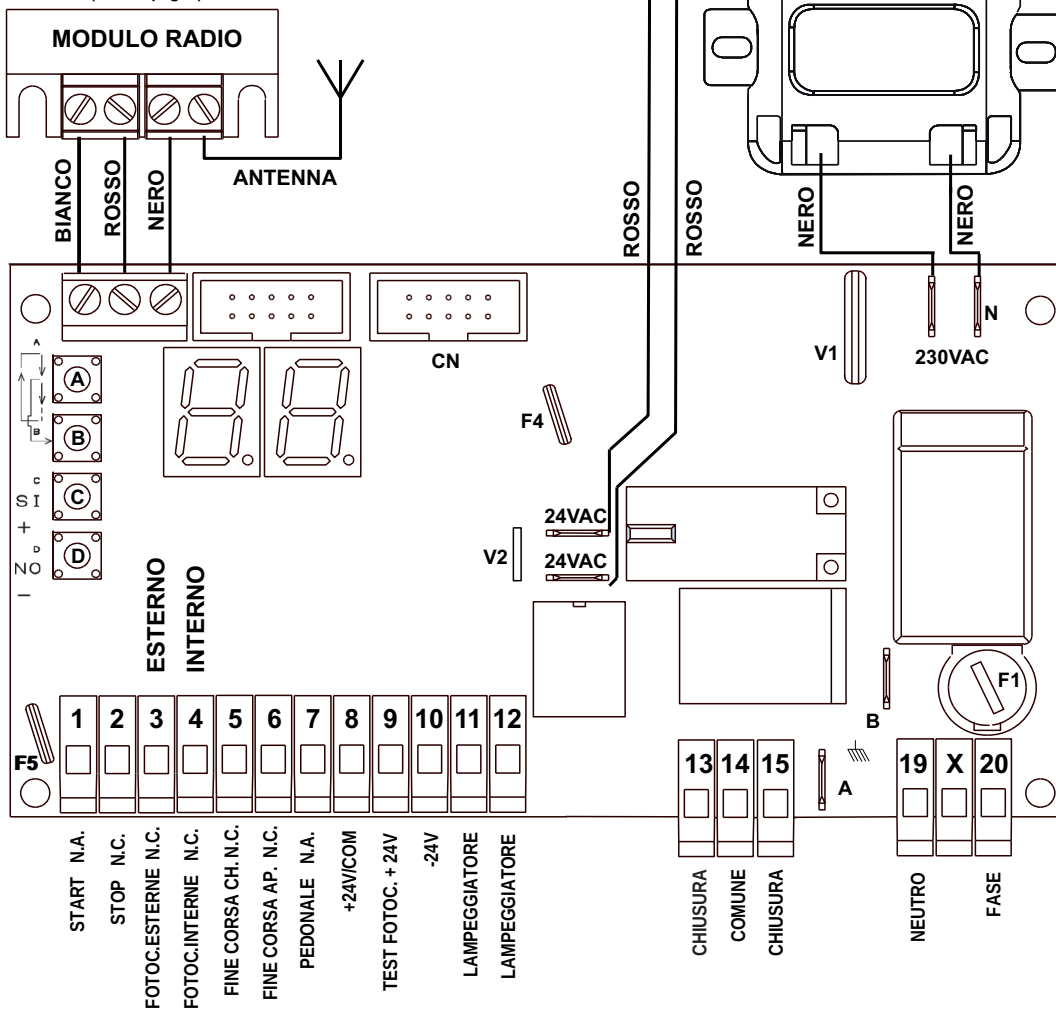 MODULO RADIO
BIANCO
ROSSO
NERO
ANTENNA
ROSSO
ROSSO
NERO
NERO
CN
F4
V1
230VAC
N
A
B
C
SI
+
D
NO
-
A
B
C
D
24VAC
V2
24VAC
ESTERNO
INTERNO
F1
B
A
F5
1
2
3
4
5
6
7
8
9
10
11
12
13
14
15
19
X
20
START N.A.
STOP N.C.
FOTOC.ESTERNE N.C.
FOTOC.INTERNE N.C.
FINE CORSA CH. N.C.
FINE CORSA AP. N.C.
PEDONALE N.A.
+24V/COM
TEST FOTOC. + 24V
-24V
LAMPEGGIATORE
LAMPEGGIATORE
CHIUSURA
COMUNE
CHIUSURA
NEUTRO
FASE